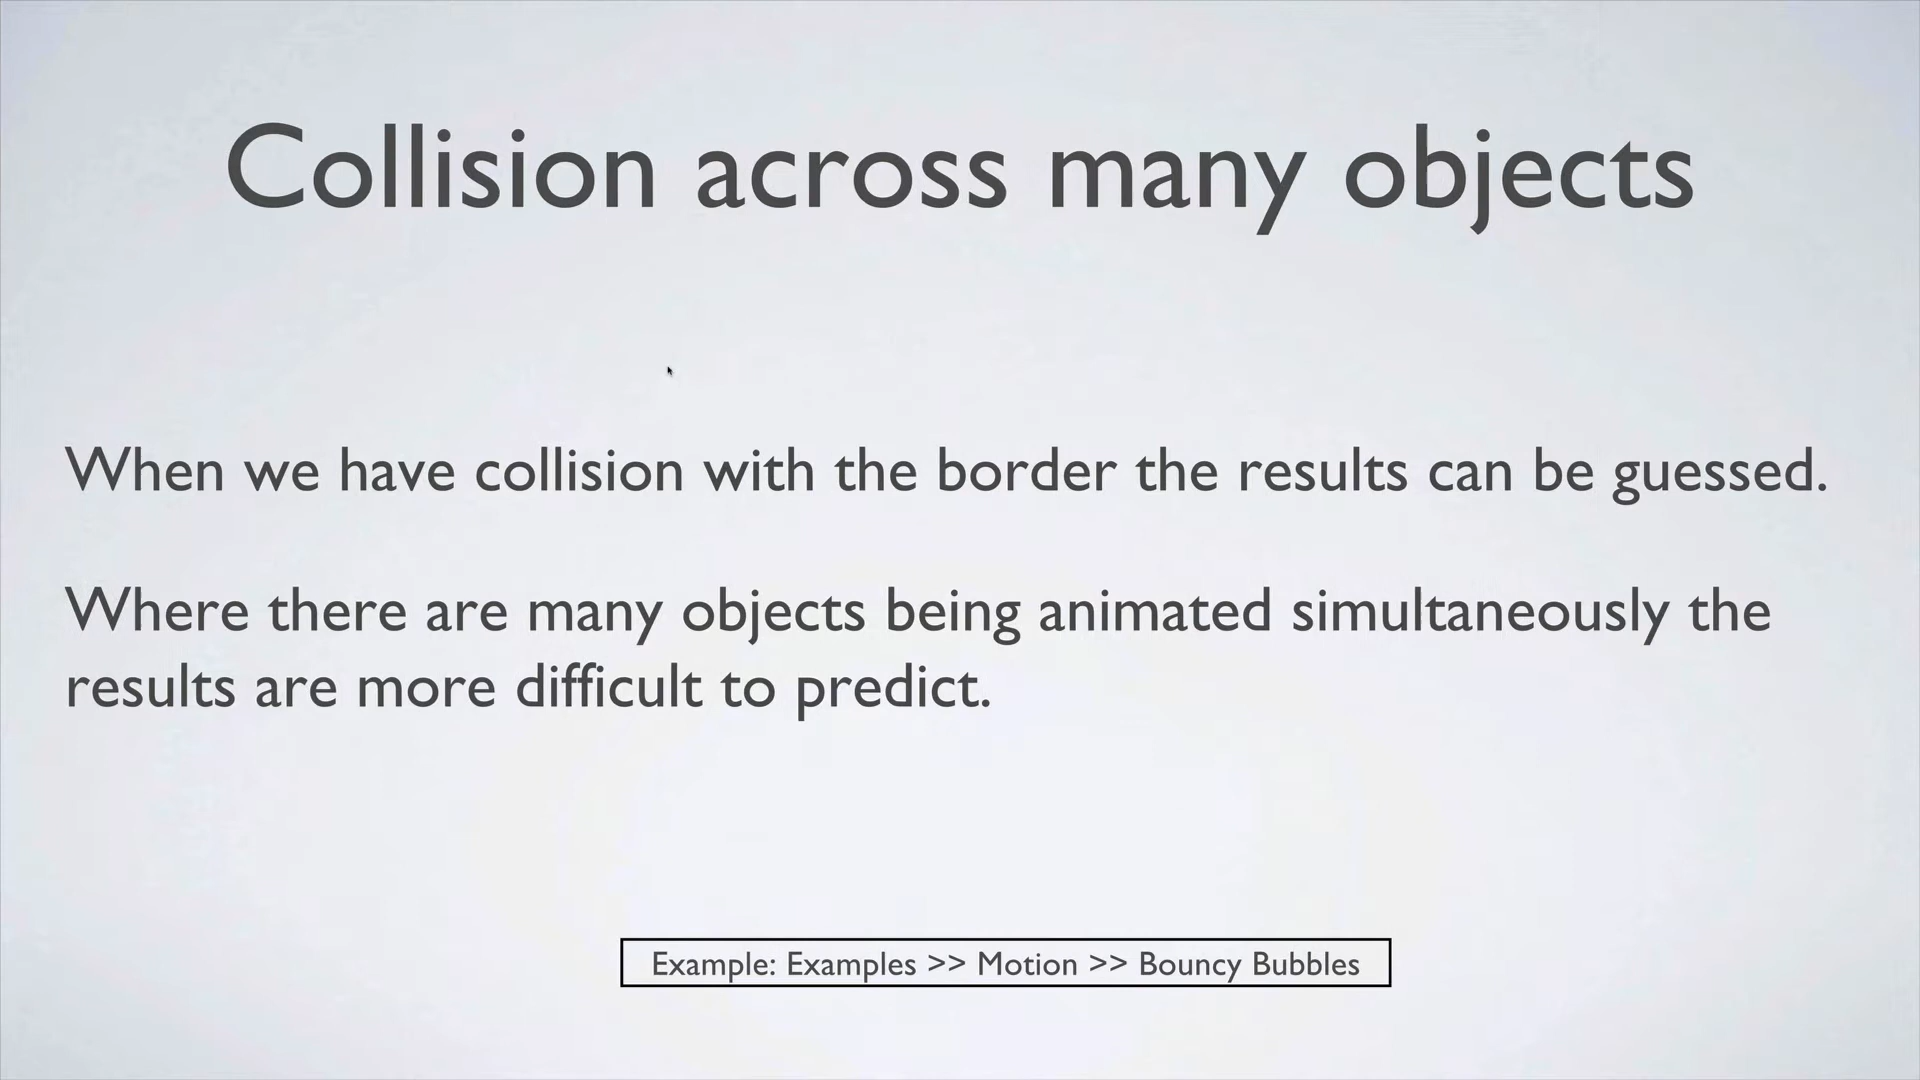 Collision across many objects
When we have collision with the border the results can be guessed.
Where there are many objects being animated simultaneously the
results are more difficult to predict.
Example: Examples >> Motion >> Bouncy Bubbles